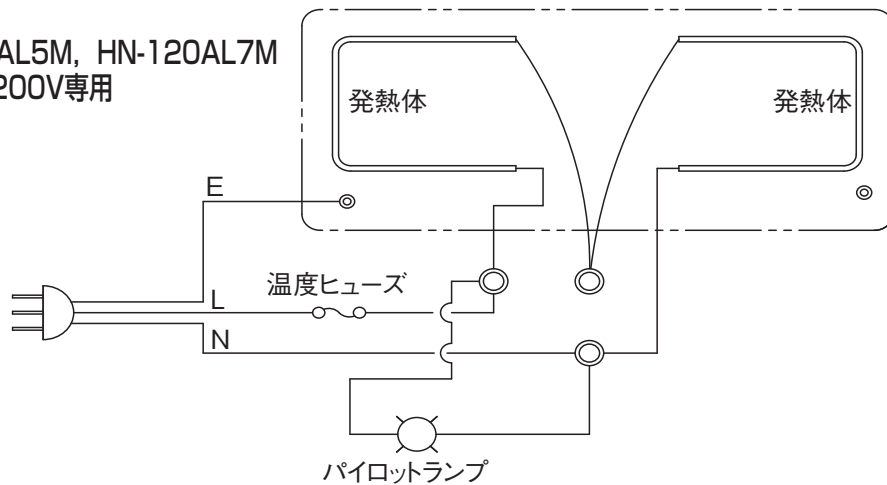 AL5M, HN-120AL7M
200V専用
発熱体
発熱体
E
温度ヒューズ
L
N
パイロットランプ